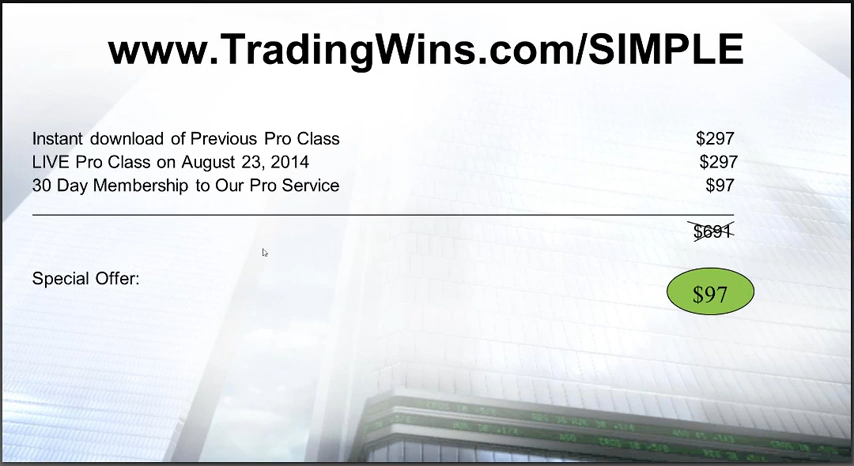 www.TradingWins.com/SIMPLE
Instant download of Previous Pro Class $297
LIVE Pro Class on August 23, 2014 $297
30 Day Membership to Our Pro Service $97
$691
Special Offer: $97